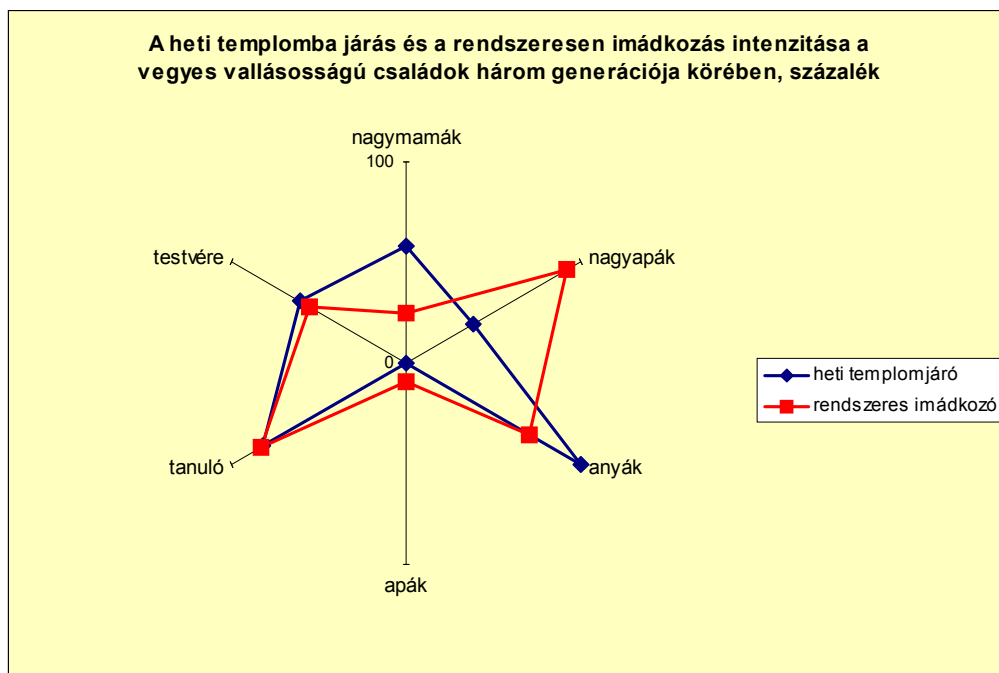 A heti templomba járás és a rendszeresen imádkozás intenzitása a
vegyes vallásosságú családok három generációja körében, százalék
nagymamák
100
testvére
nagyapák
0
heti templomjáró
rendszeres imádkozó
tanuló
anyák
apák